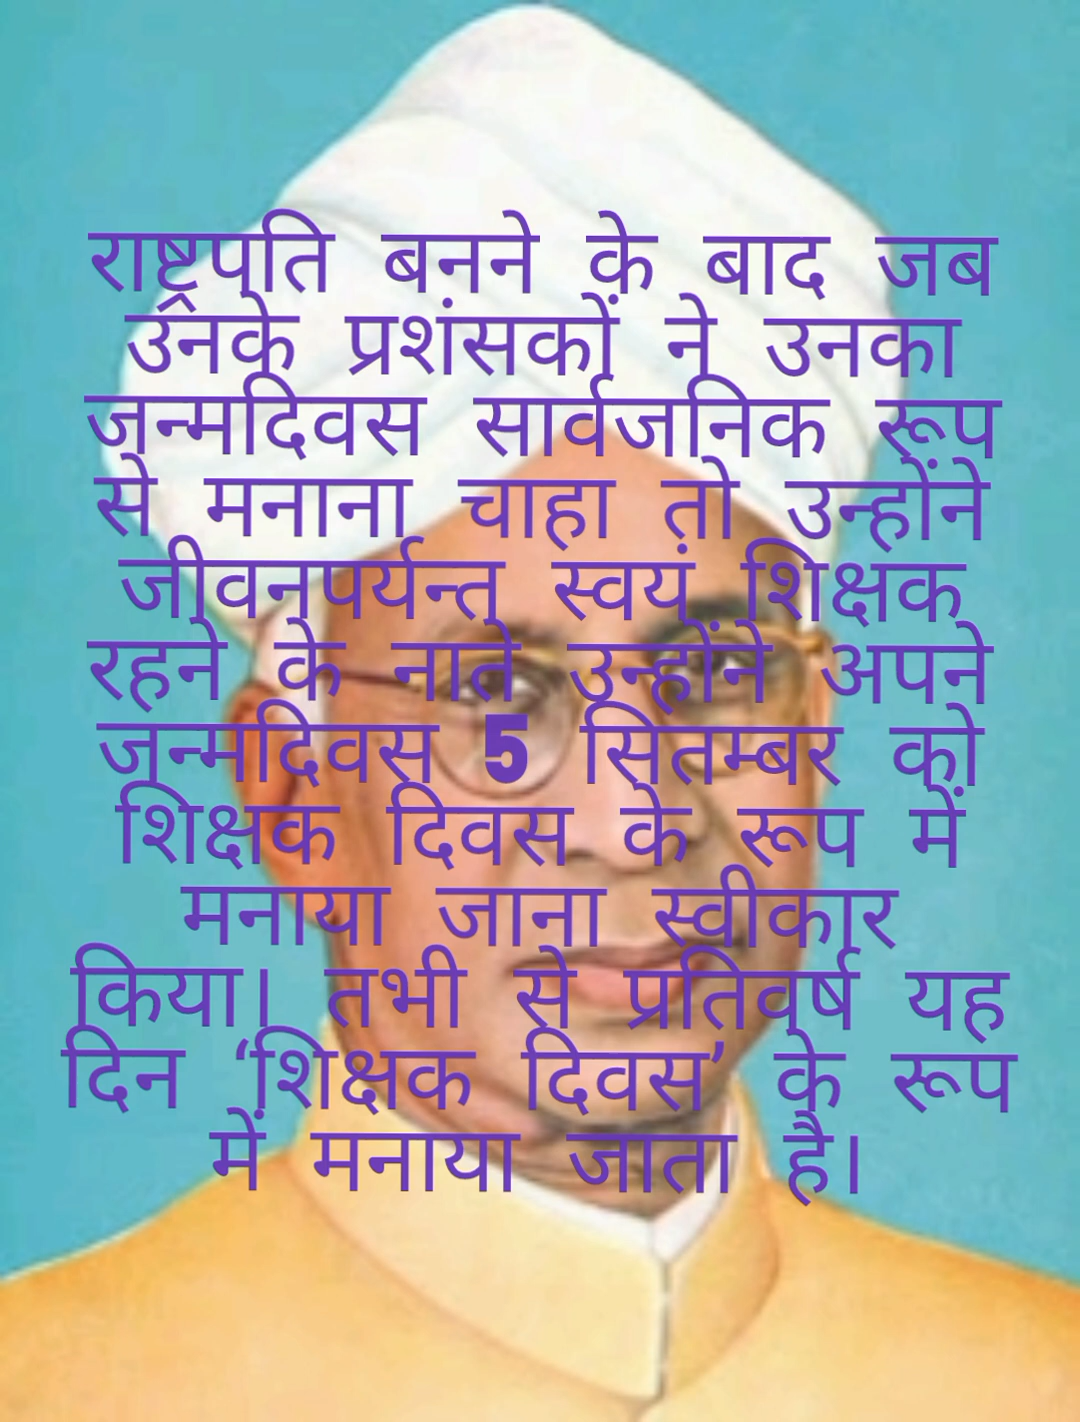 राष्ट्रपति बनने के बाद जब
उनके प्रशंसकों ने उनका
जन्मदिवस सार्वजनिक रूप
से मनाना चाहा तो उन्होंने
जीवनपर्यन्त स्वयं शिक्षक
रहने के नाते उन्होंने अपने
जन्मदिवस 5 सितम्बर को
शिक्षक दिवस के रूप में
मनाया जाना स्वीकार
किया। तभी से प्रतिवर्ष यह
दिन ‘शिक्षक दिवस’ के रूप
में मनाया जाता है।